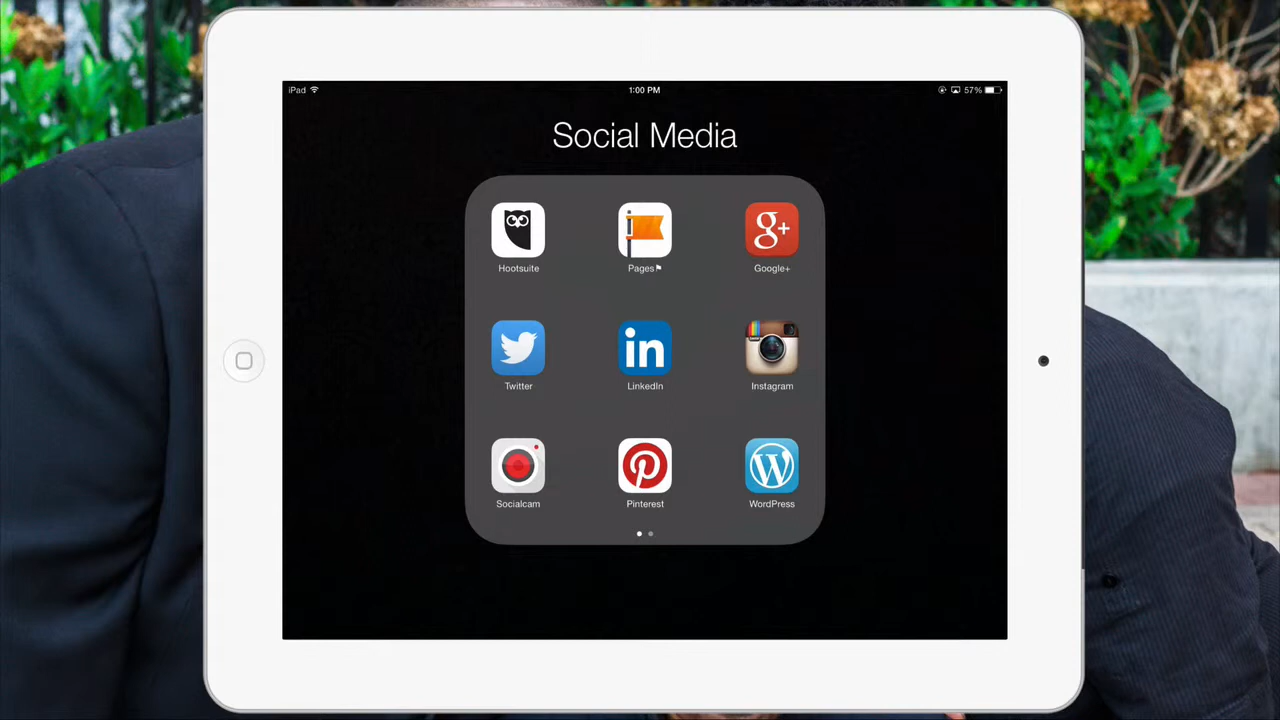 iPad 1:00 PM 57%
Social Media
Hootsuite Pages Google+
Twitter LinkedIn Instagram
Socialcam Pinterest WordPress